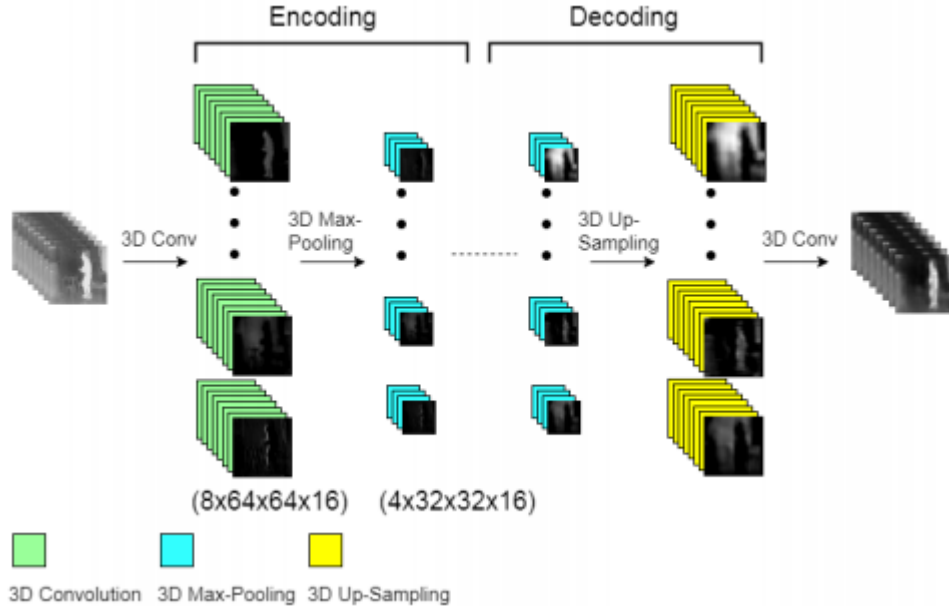 Encoding
Decoding
3D Conv
3D Max-
Pooling
3D Up-
Sampling
3D Conv
(8x64x64x16)
(4x32x32x16)
3D Convolution
3D Max-Pooling
3D Up-Sampling